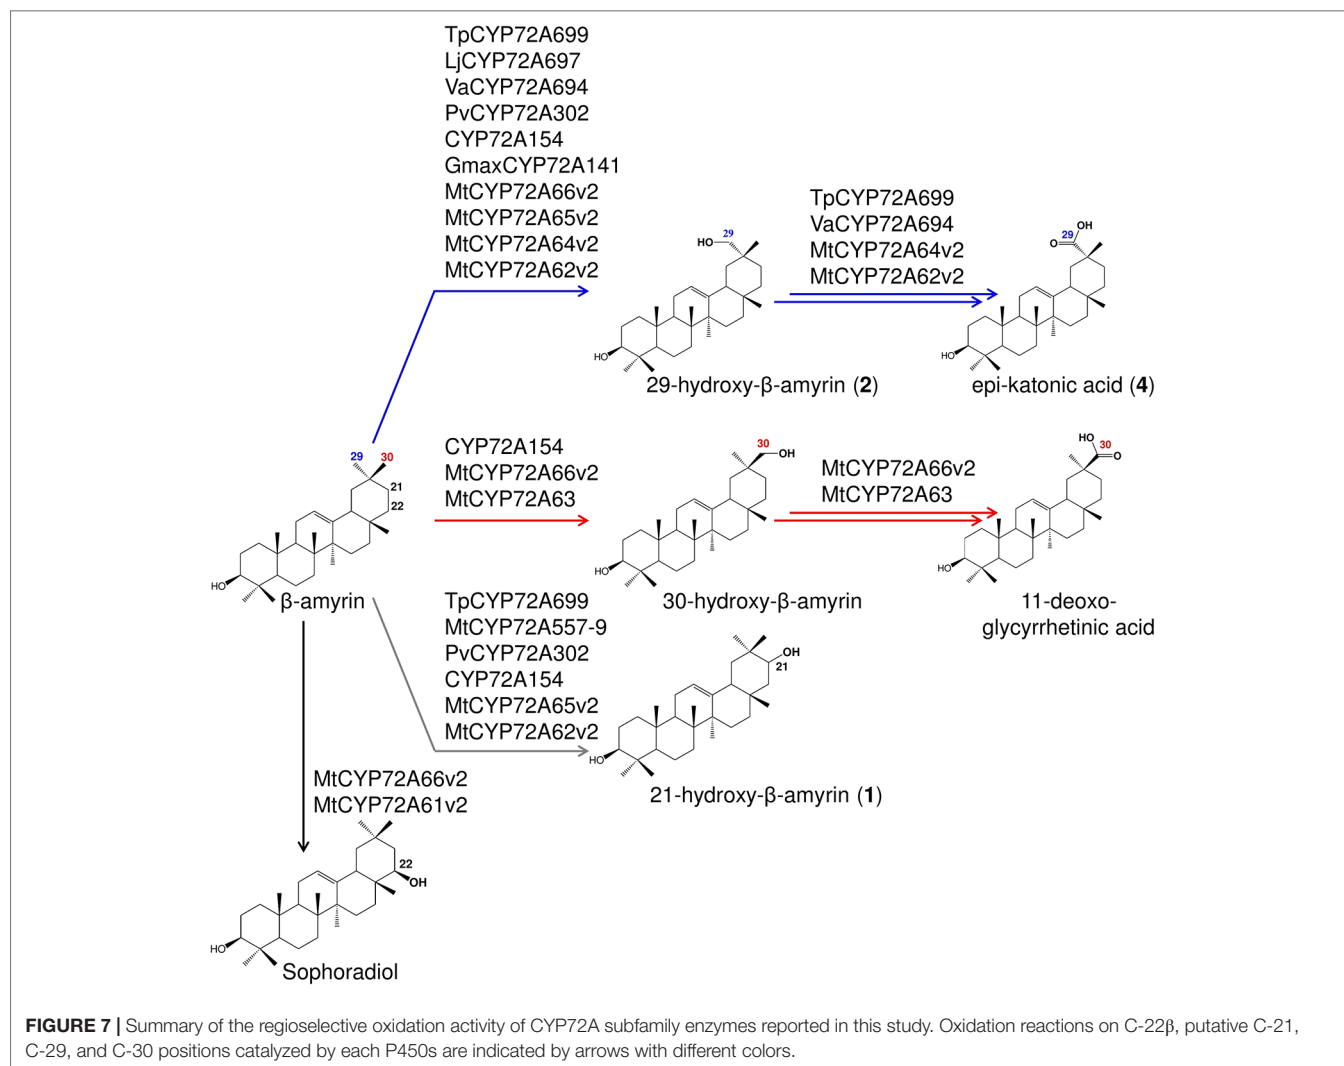 TpCYP72A699
LjCYP72A697
VaCYP72A694
PvCYP72A302
CYP72A154
GmaxCYP72A141
MtCYP72A66v2
MtCYP72A65v2
MtCYP72A64v2
MtCYP72A62v2
TpCYP72A699
VaCYP72A694
MtCYP72A64v2
MtCYP72A62v2
HO
29
HO
29-hydroxy-β-amyrin (2)
OH
29
O
HO
epi-katonic acid (4)
29 30
21
22
HO
β-amyrin
CYP72A154
MtCYP72A66v2
MtCYP72A63
30
OH
HO
30-hydroxy-β-amyrin
MtCYP72A66v2
MtCYP72A63
HO
30
O
HO
11-deoxo-
glycyrrhetinic acid
TpCYP72A699
MtCYP72A557-9
PvCYP72A302
CYP72A154
MtCYP72A65v2
MtCYP72A62v2
OH
21
HO
21-hydroxy-β-amyrin (1)
MtCYP72A66v2
MtCYP72A61v2
22
OH
HO
Sophoradiol
FIGURE 7 | Summary of the regioselective oxidation activity of CYP72A subfamily enzymes reported in this study. Oxidation reactions on C-22β, putative C-21,
C-29, and C-30 positions catalyzed by each P450s are indicated by arrows with different colors.